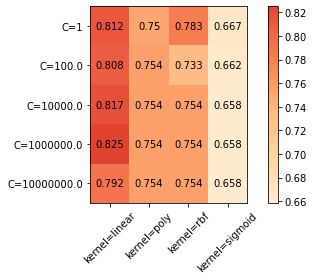 C=1 0.812 0.75 0.783 0.667
C=100.0 0.808 0.754 0.733 0.662
C=10000.0 0.817 0.754 0.754 0.658
C=1000000.0 0.825 0.754 0.754 0.658
C=10000000.0 0.792 0.754 0.754 0.658
kernel=linear kernel=poly kernel=rbf kernel=sigmoid
0.82
0.80
0.78
0.76
0.74
0.72
0.70
0.68
0.66